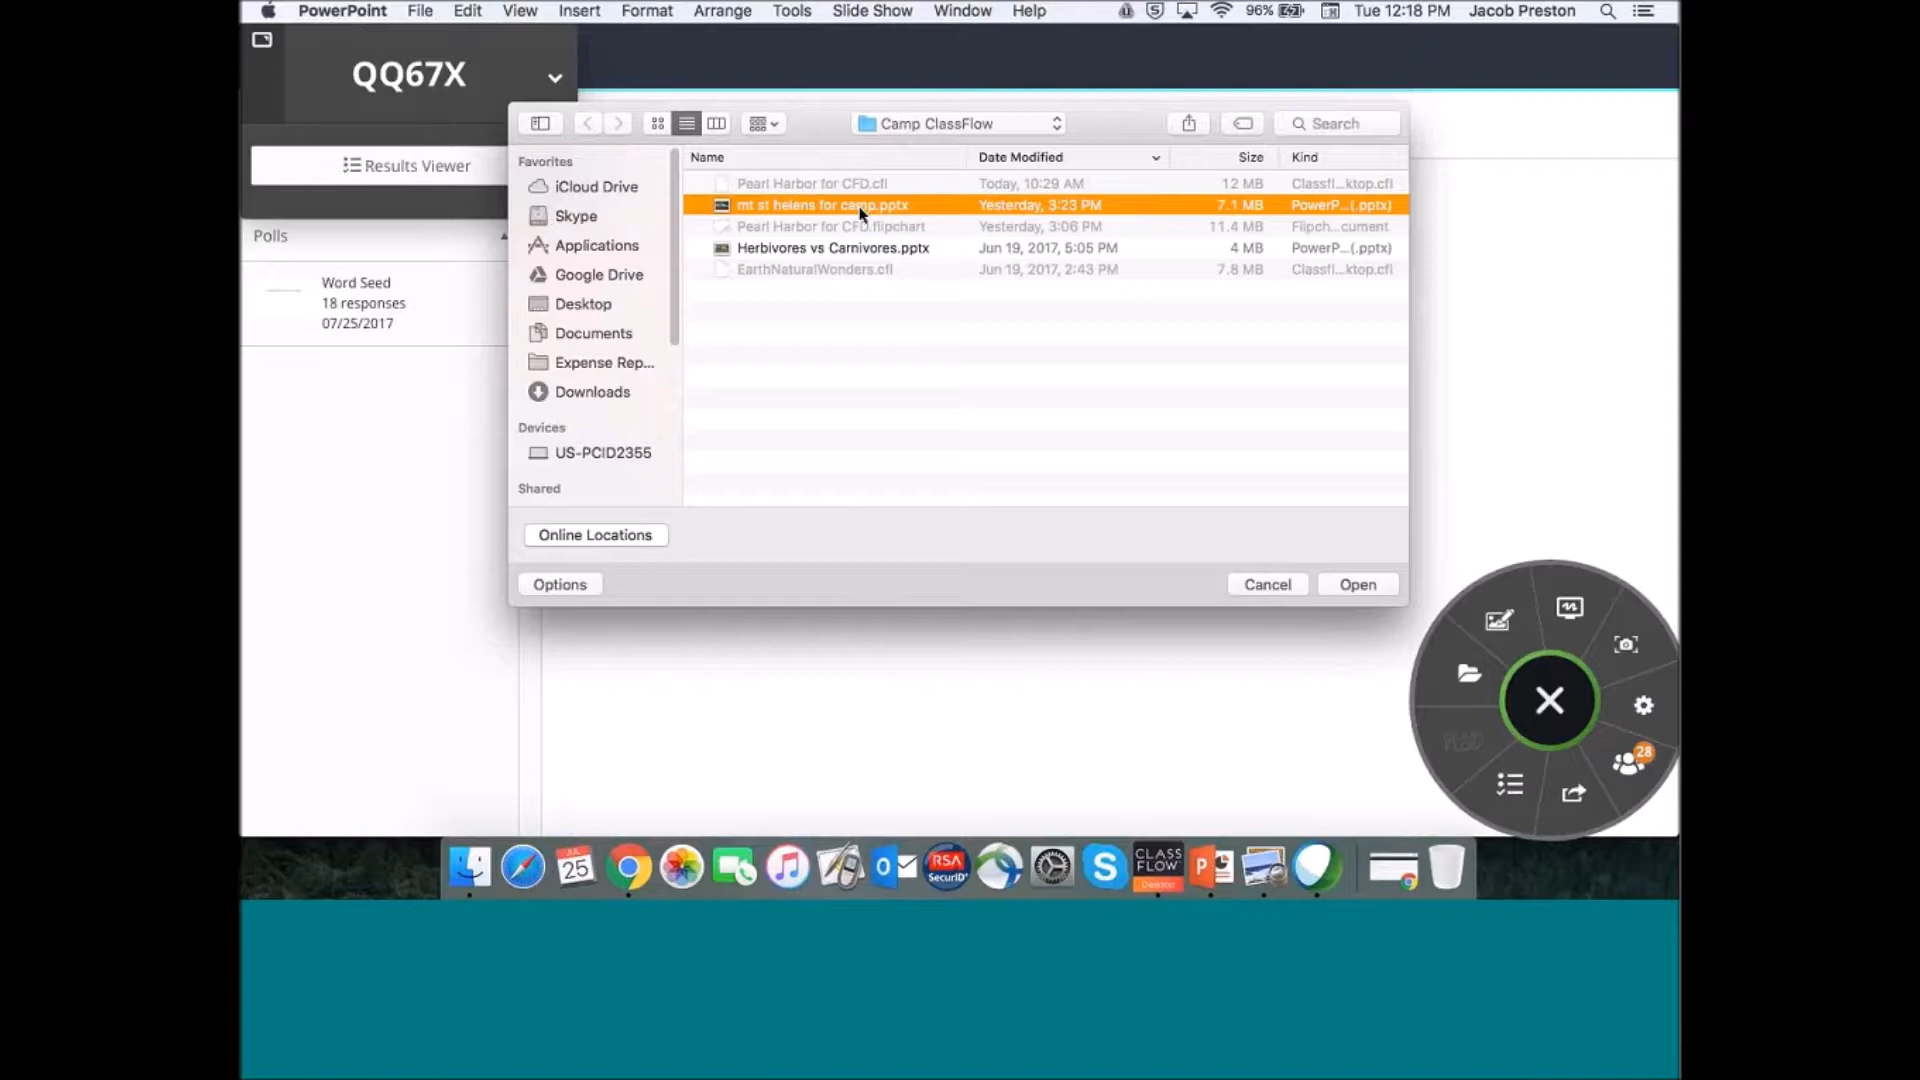 PowerPoint File Edit View Insert Format Arrange Tools Slide Show Window Help 96% Tue 12:18 PM Jacob Preston
QQ67X
Results Viewer
Polls
Word Seed
18 responses
07/25/2017
Camp ClassFlow
Search
Favorites
iCloud Drive
Skype
Applications
Google Drive
Desktop
Documents
Expense Rep...
Downloads
Devices
US-PCID2355
Shared
Name Date Modified Size Kind
Pearl Harbor for CFD.cfl Today, 10:29 AM 12 MB Classfl...ktop.cfl
mt st helens for camp.pptx Yesterday, 3:23 PM 7.1 MB PowerP...(.pptx)
Pearl Harbor for CFD.flipchart Yesterday, 3:06 PM 11.4 MB Flipch...cument
Herbivores vs Carnivores.pptx Jun 19, 2017, 5:05 PM 4 MB PowerP...(.pptx)
EarthNaturalWonders.cfl Jun 19, 2017, 2:43 PM 7.8 MB Classfl...ktop.cfl
Online Locations
Options
Cancel
Open
28
CLASS
FLOW
JUL
25
RSA
SecurID
CLASS
FLOW
Desktop